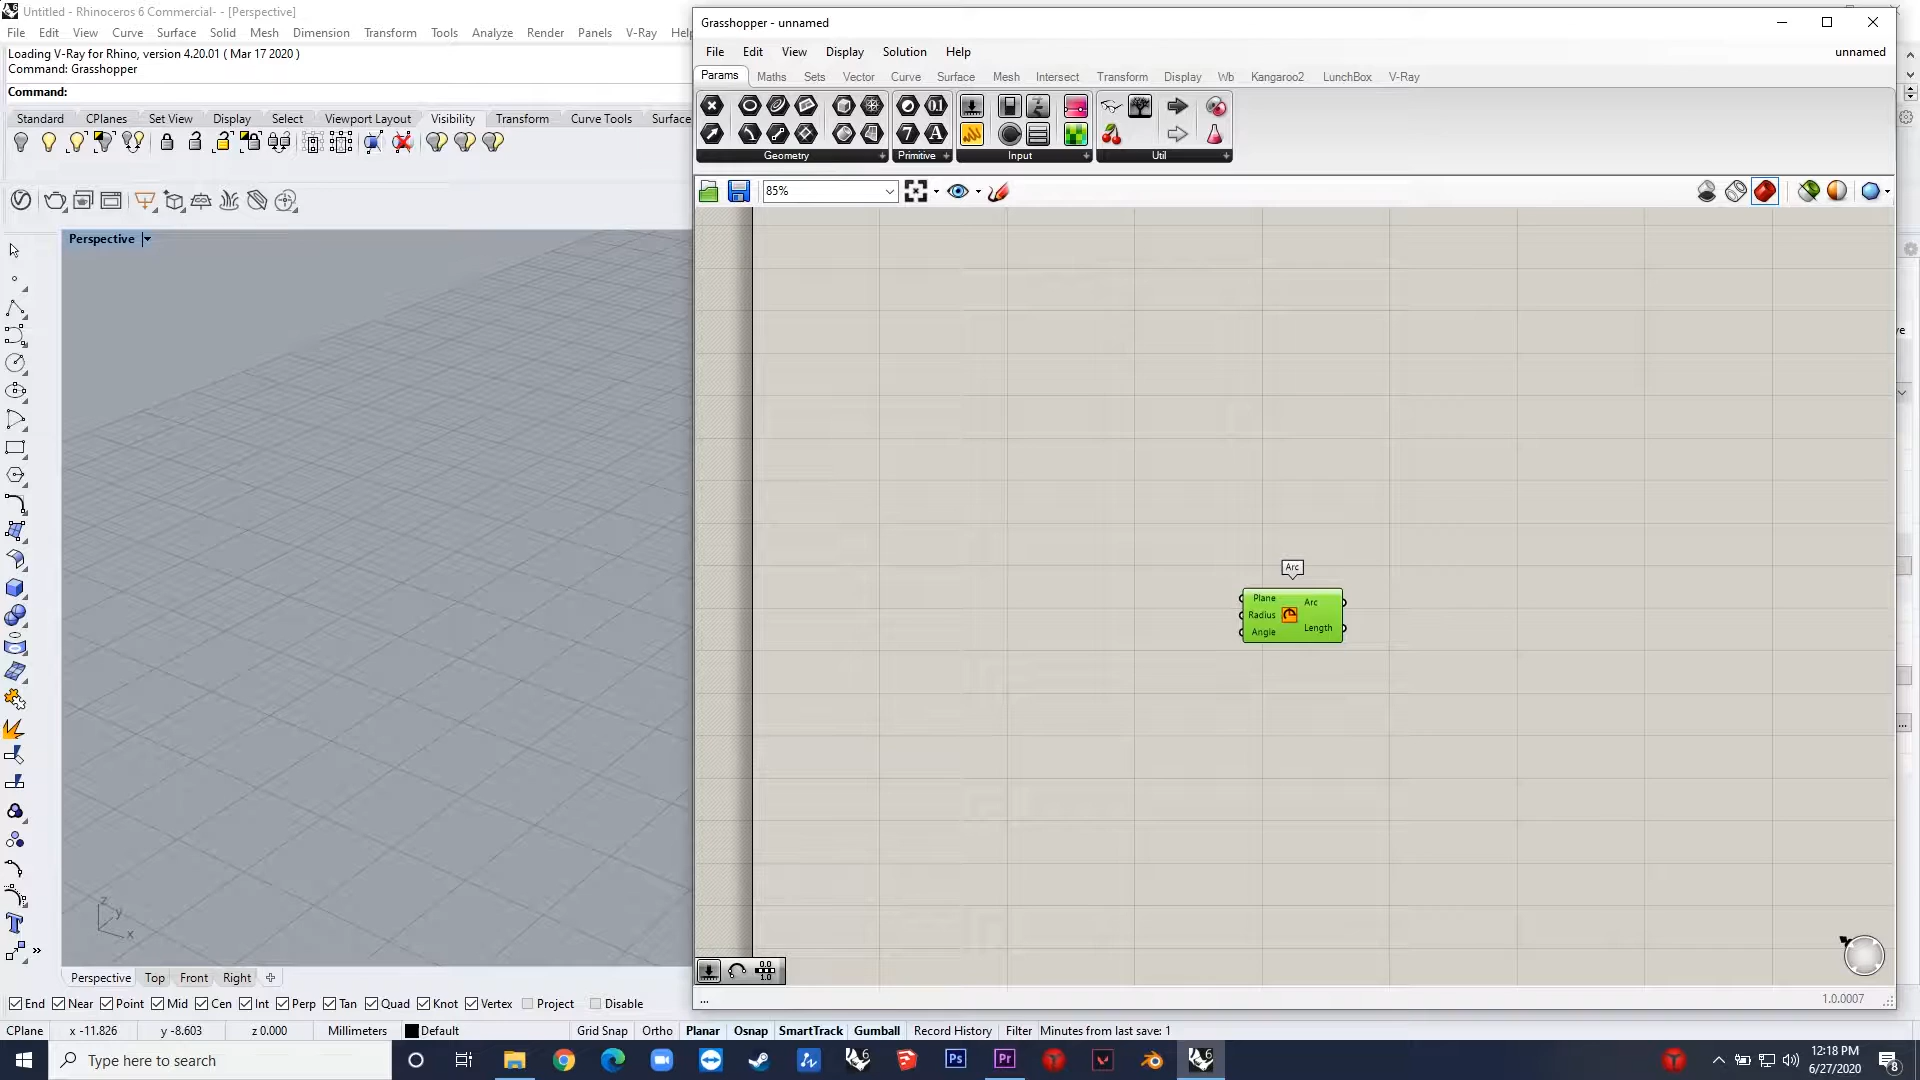 Untitled - Rhinoceros 6 Commercial- - [Perspective]
File Edit View Curve Surface Solid Mesh Dimension Transform Tools Analyze Render Panels V-Ray Help
Loading V-Ray for Rhino, version 4.20.01 ( Mar 17 2020 )
Command: Grasshopper
Command:
Standard CPlanes Set View Display Select Viewport Layout Visibility Transform Curve Tools Surface
Perspective
Grasshopper - unnamed
File Edit View Display Solution Help unnamed
Params Maths Sets Vector Curve Surface Mesh Intersect Transform Display Wb Kangaroo2 LunchBox V-Ray
Geometry Primitive Input Util
85%
Arc
Plane Arc
Radius
Angle Length
z
y
x
0.0
1.0
... 1.0.0007
Perspective Top Front Right
End Near Point Mid Cen Int Perp Tan Quad Knot Vertex Project Disable
CPlane x -11.826 y -8.603 z 0.000 Millimeters Default Grid Snap Ortho Planar Osnap SmartTrack Gumball Record History Filter Minutes from last save: 1
Type here to search
Ps Pr
12:18 PM
6/27/2020
8